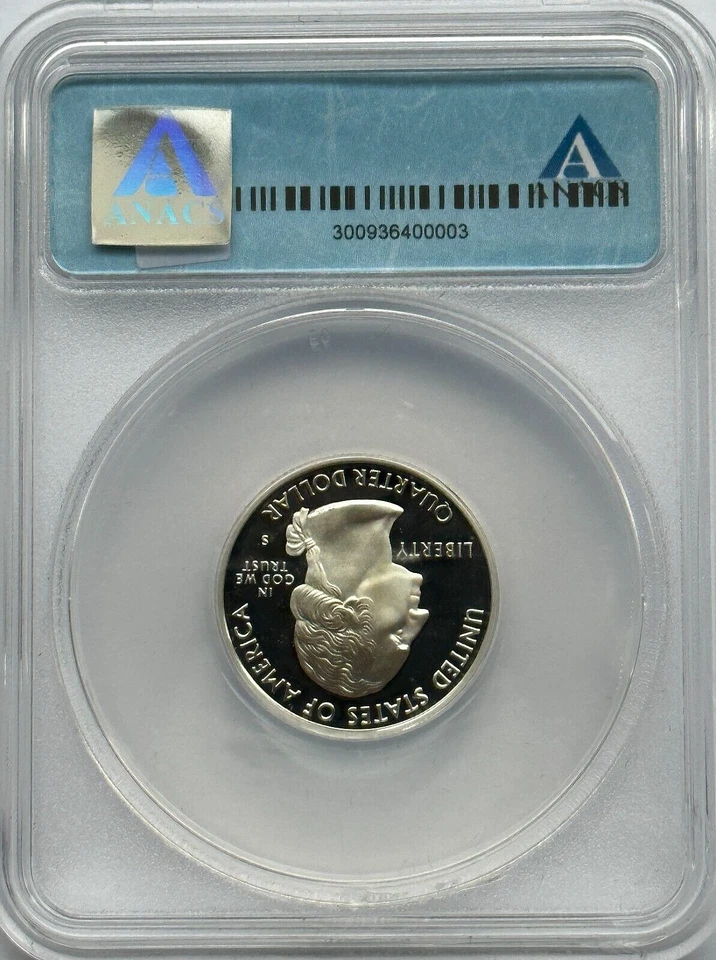 ANACS
300936400003
QUARTER DOLLAR
S
LIBERTY
IN
GOD WE
TRUST
UNITED STATES OF AMERICA